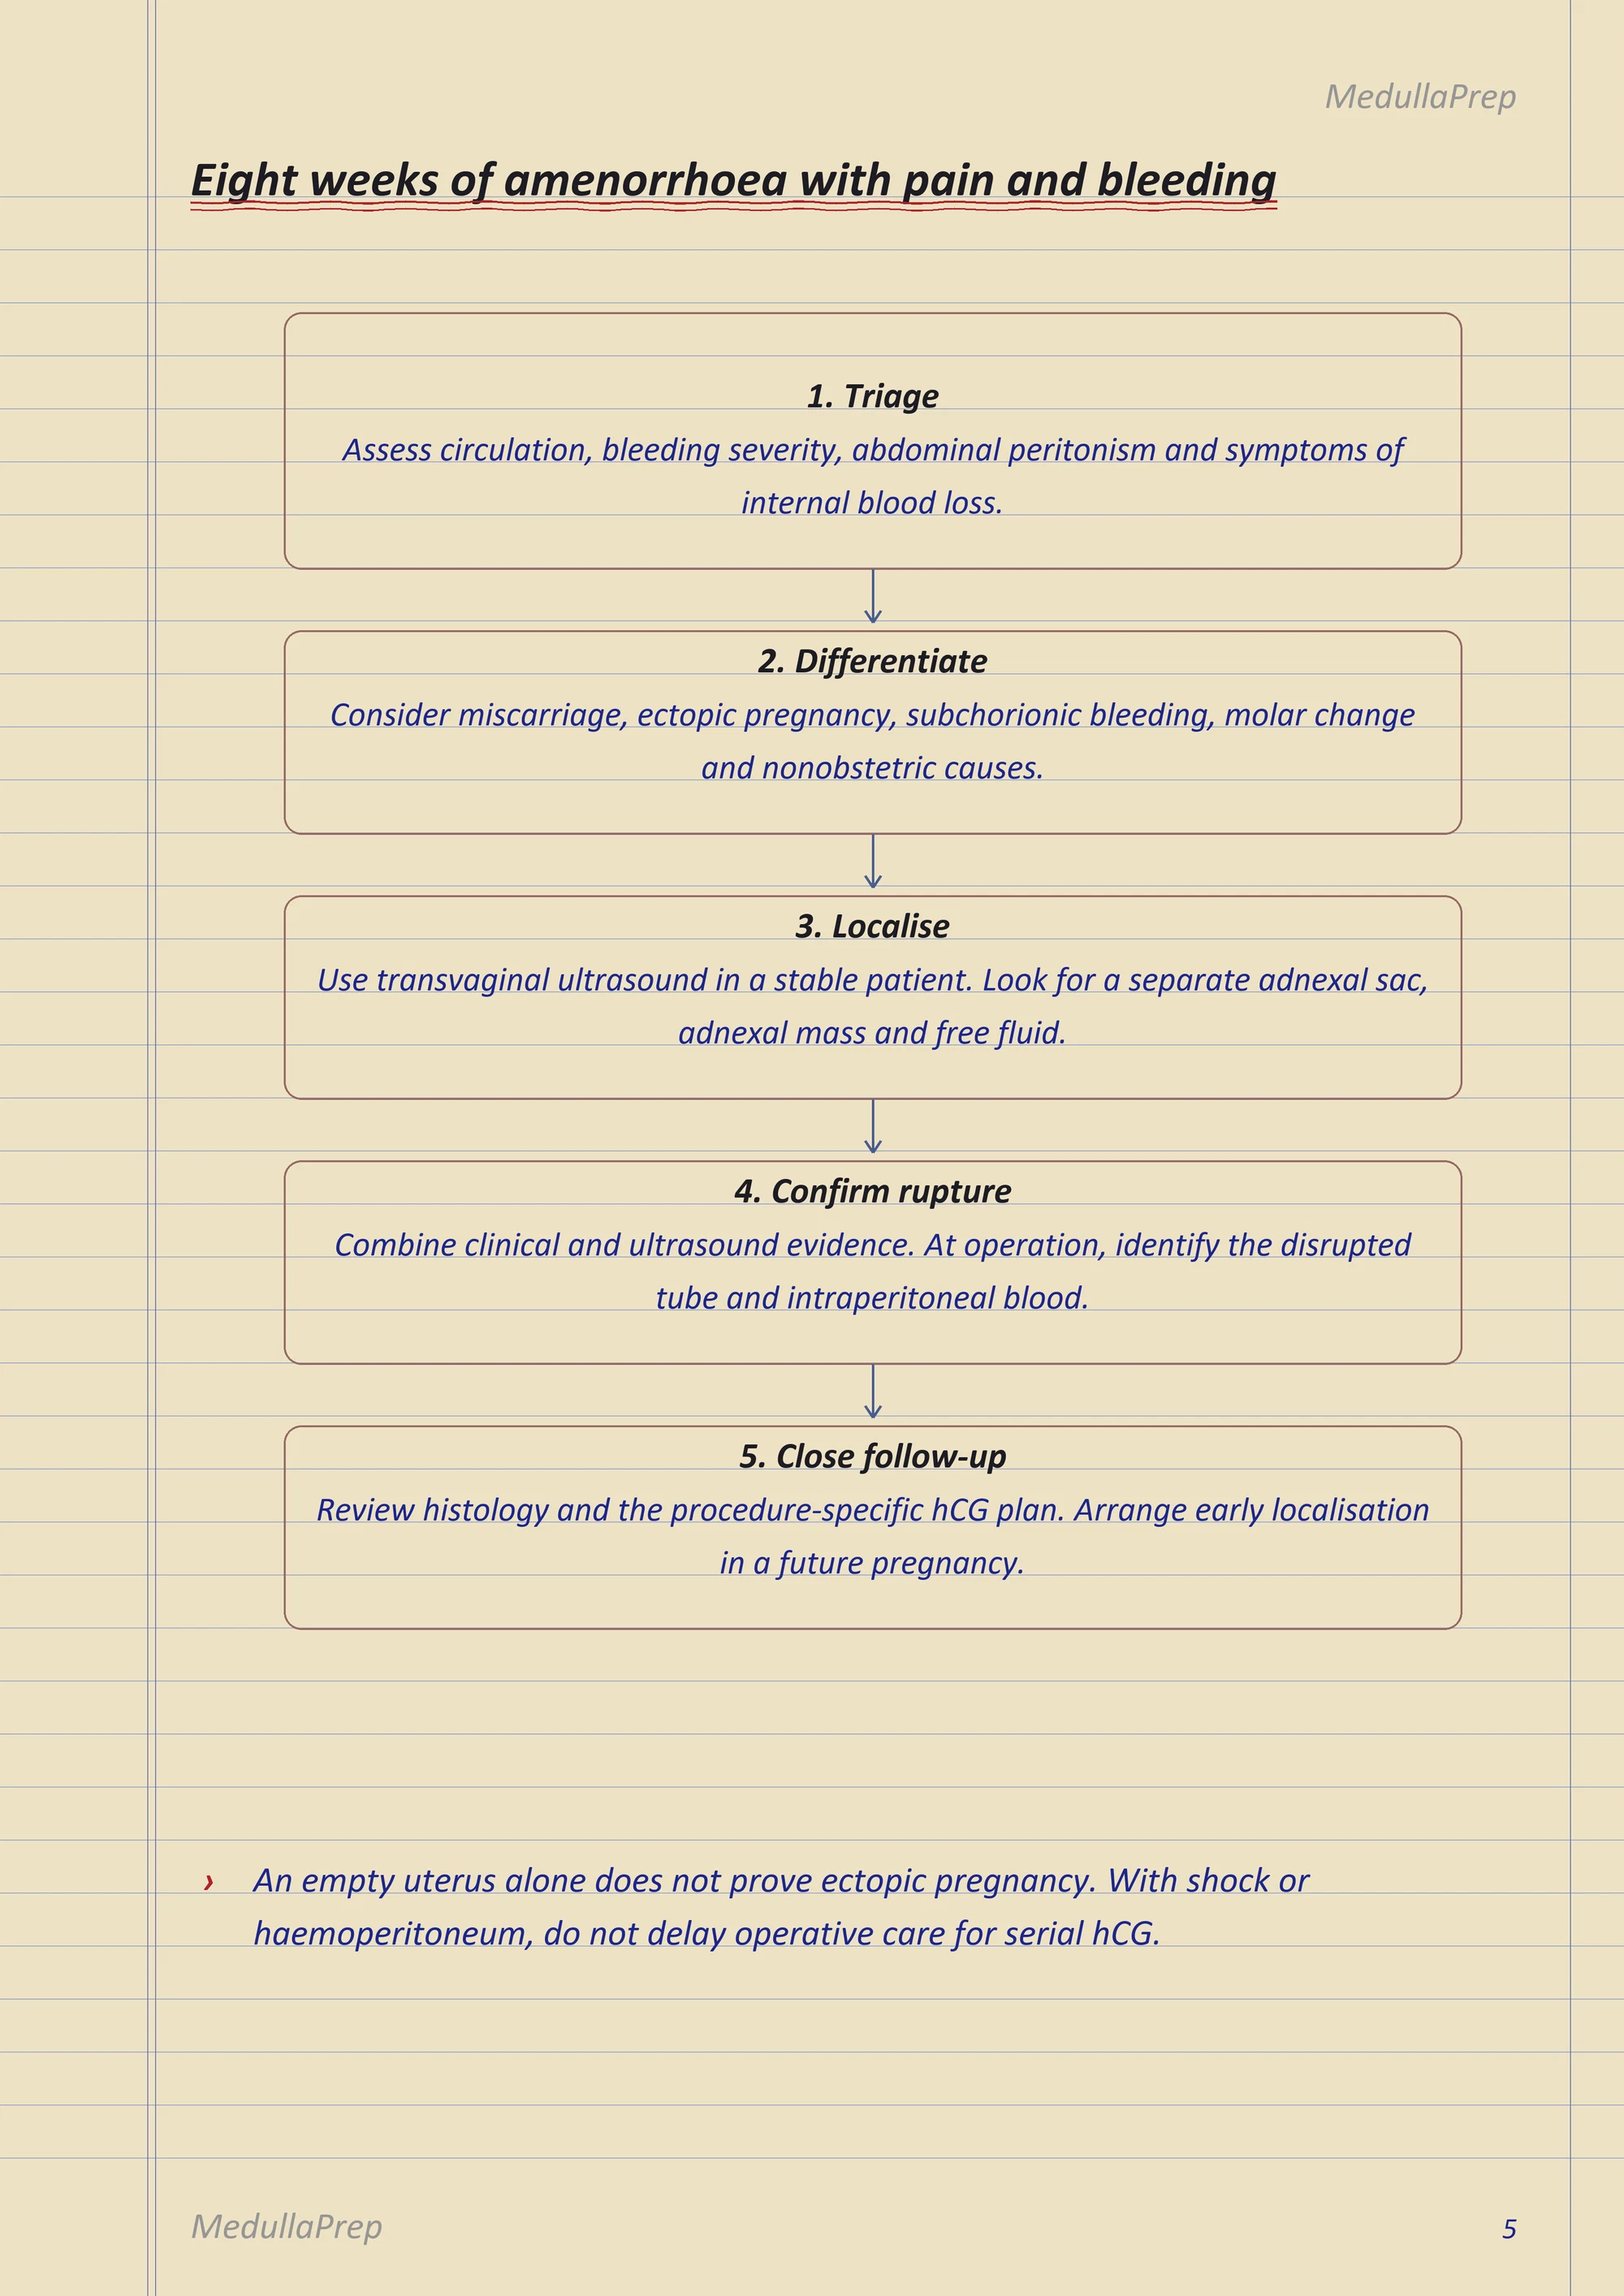 MedullaPrep
Eight weeks of amenorrhoea with pain and bleeding
1. Triage
Assess circulation, bleeding severity, abdominal peritonism and symptoms of
internal blood loss.
2. Differentiate
Consider miscarriage, ectopic pregnancy, subchorionic bleeding, molar change
and nonobstetric causes.
3. Localise
Use transvaginal ultrasound in a stable patient. Look for a separate adnexal sac,
adnexal mass and free fluid.
4. Confirm rupture
Combine clinical and ultrasound evidence. At operation, identify the disrupted
tube and intraperitoneal blood.
5. Close follow-up
Review histology and the procedure-specific hCG plan. Arrange early localisation
in a future pregnancy.
› An empty uterus alone does not prove ectopic pregnancy. With shock or
haemoperitoneum, do not delay operative care for serial hCG.
MedullaPrep
5